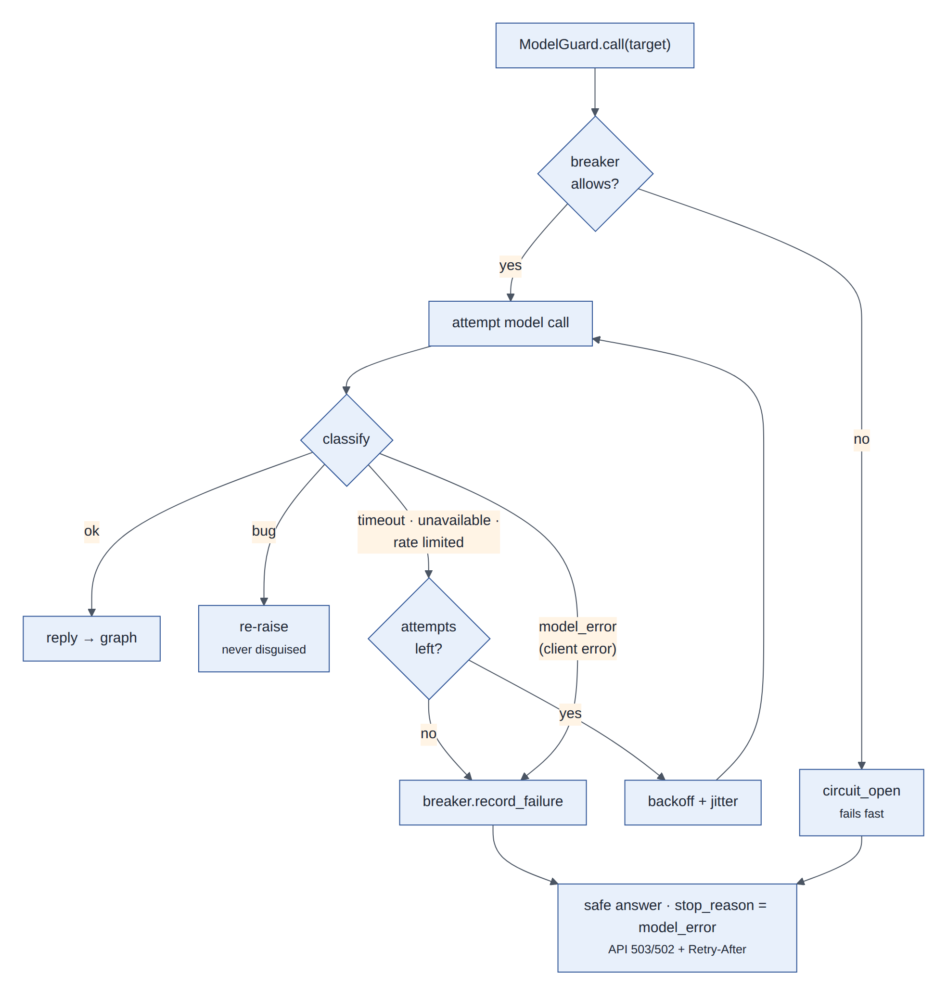 ModelGuard.call(target)
breaker
allows?
yes
attempt model call
classify
no
ok
bug
timeout · unavailable ·
rate limited
reply → graph
re-raise
never disguised
attempts
left?
model_error
(client error)
yes
no
breaker.record_failure
backoff + jitter
circuit_open
fails fast
safe answer · stop_reason =
model_error
API 503/502 + Retry-After